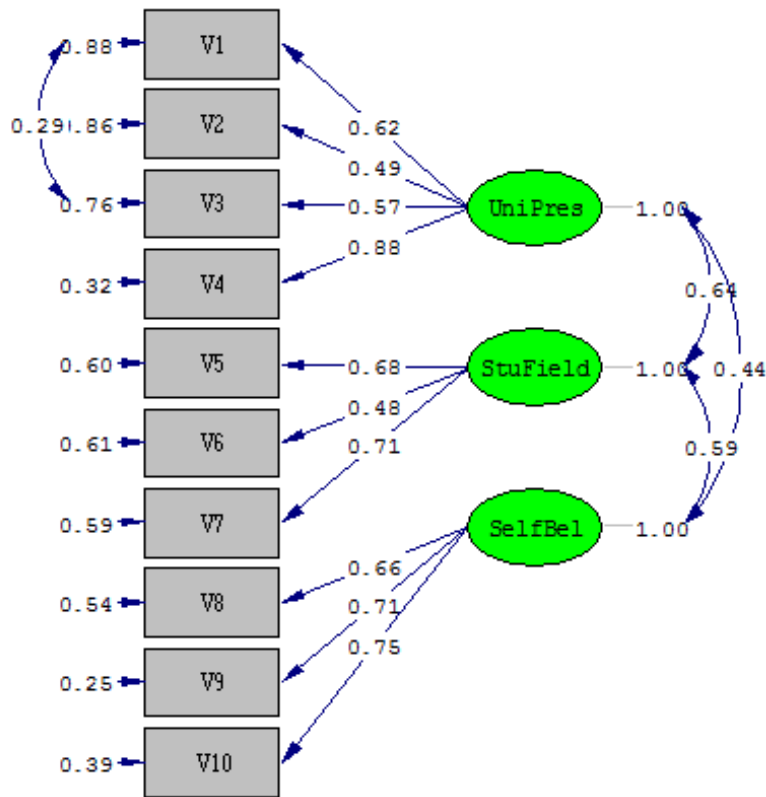 0.88 V1
0.29 0.86 V2 0.62
0.49
0.76 V3 0.57 UniPres 1.00
0.88
0.32 V4 0.64
0.60 V5 0.68 StuField 1.00 0.44
0.48
0.61 V6 0.71 0.59
0.59 V7 SelfBel 1.00
0.66
0.54 V8 0.71
0.75
0.25 V9
0.39 V10